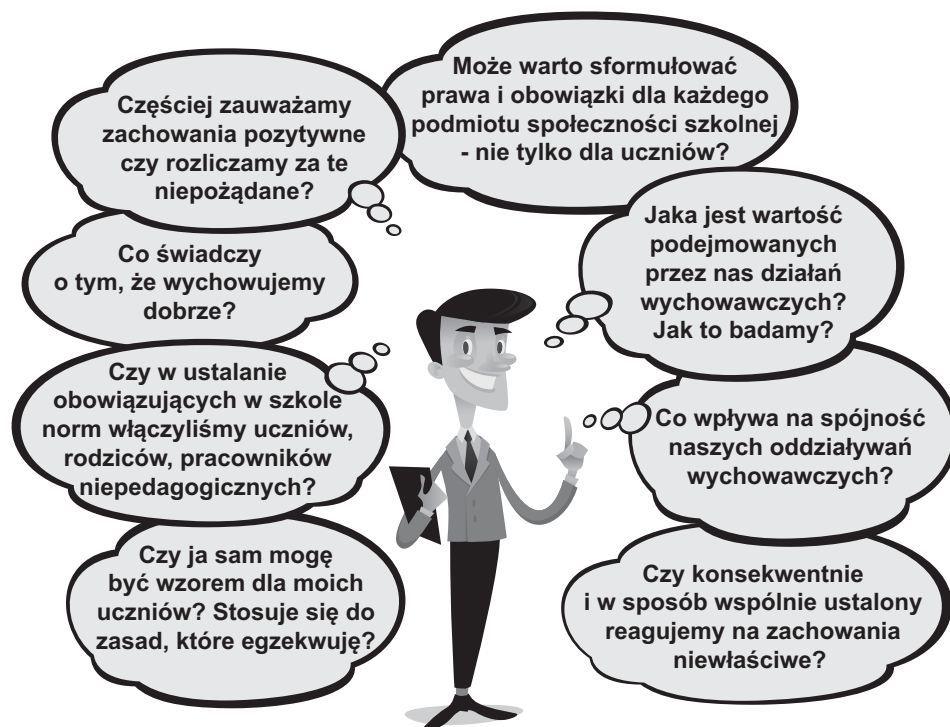 Częściej zauważamy
zachowania pozytywne
czy rozliczamy za te
niepożądane?
Może warto sformułować
prawa i obowiązki dla każdego
podmiotu społeczności szkolnej
- nie tylko dla uczniów?
Co świadczy
o tym, że wychowujemy
dobrze?
Jaka jest wartość
podejmowanych
przez nas działań
wychowawczych?
Jak to badamy?
Czy w ustalanie
obowiązujących w szkole
norm włączyliśmy uczniów,
rodziców, pracowników
niepedagogicznych?
Co wpływa na spójność
naszych oddziaływań
wychowawczych?
Czy ja sam mogę
być wzorem dla moich
uczniów? Stosuje się do
zasad, które egzekwuję?
Czy konsekwentnie
i w sposób wspólnie ustalony
reagujemy na zachowania
niewłaściwe?